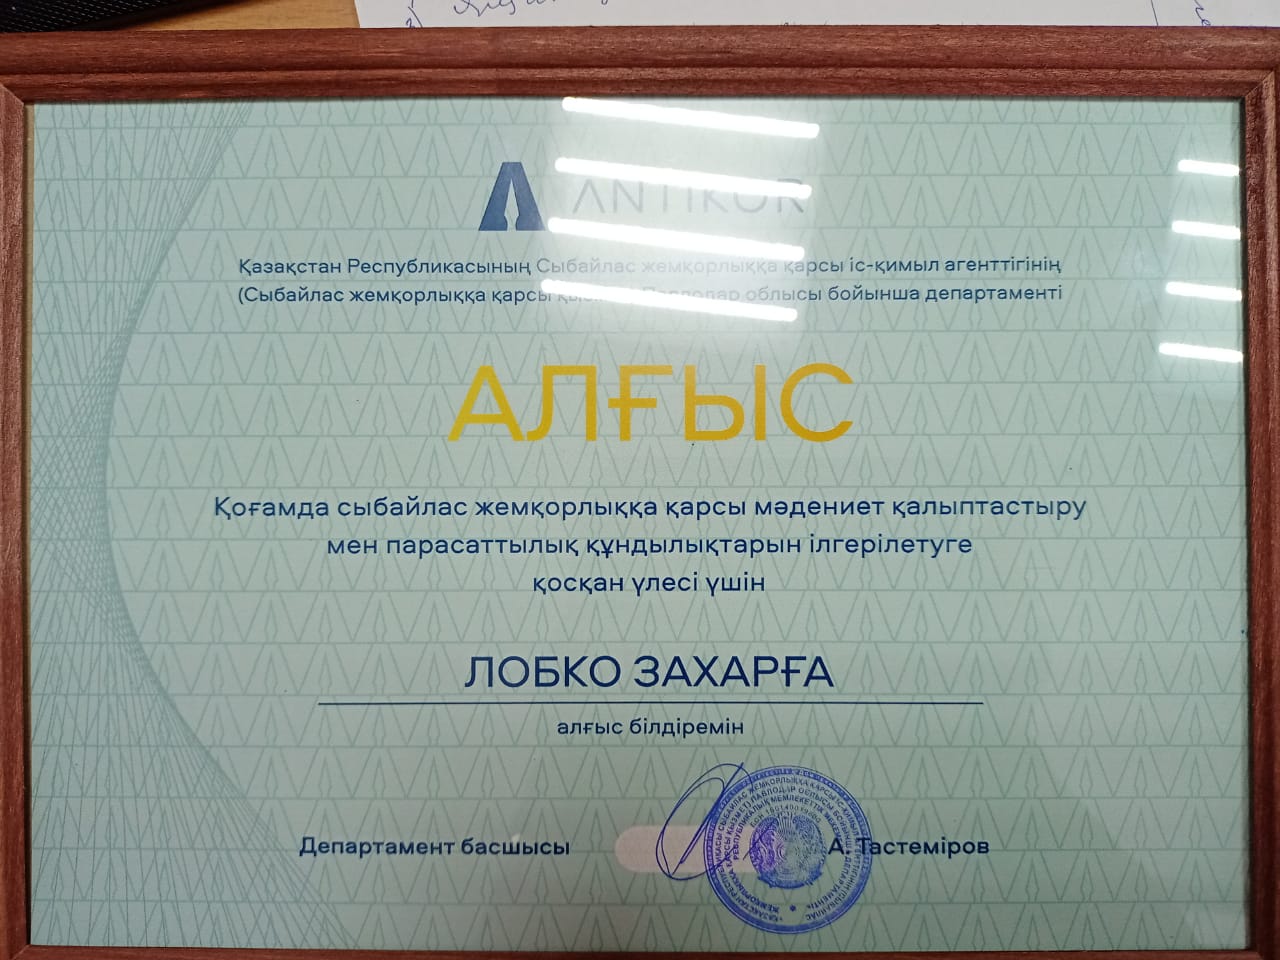 ANTIKOR
Қазақстан Республикасының Сыбайлас жемқорлыққа қарсы іс-қимыл агенттігінің
(Сыбайлас жемқорлыққа қарсы Павлодар облысы бойынша департаменті
АЛҒЫС
Қоғамда сыбайлас жемқорлыққа қарсы мәдениет қалыптастыру
мен парасаттылық құндылықтарын ілгерілетуге
қосқан үлесі үшін
ЛОБКО ЗАХАРҒА
алғыс білдіремін
Департамент басшысы А. Тастеміров